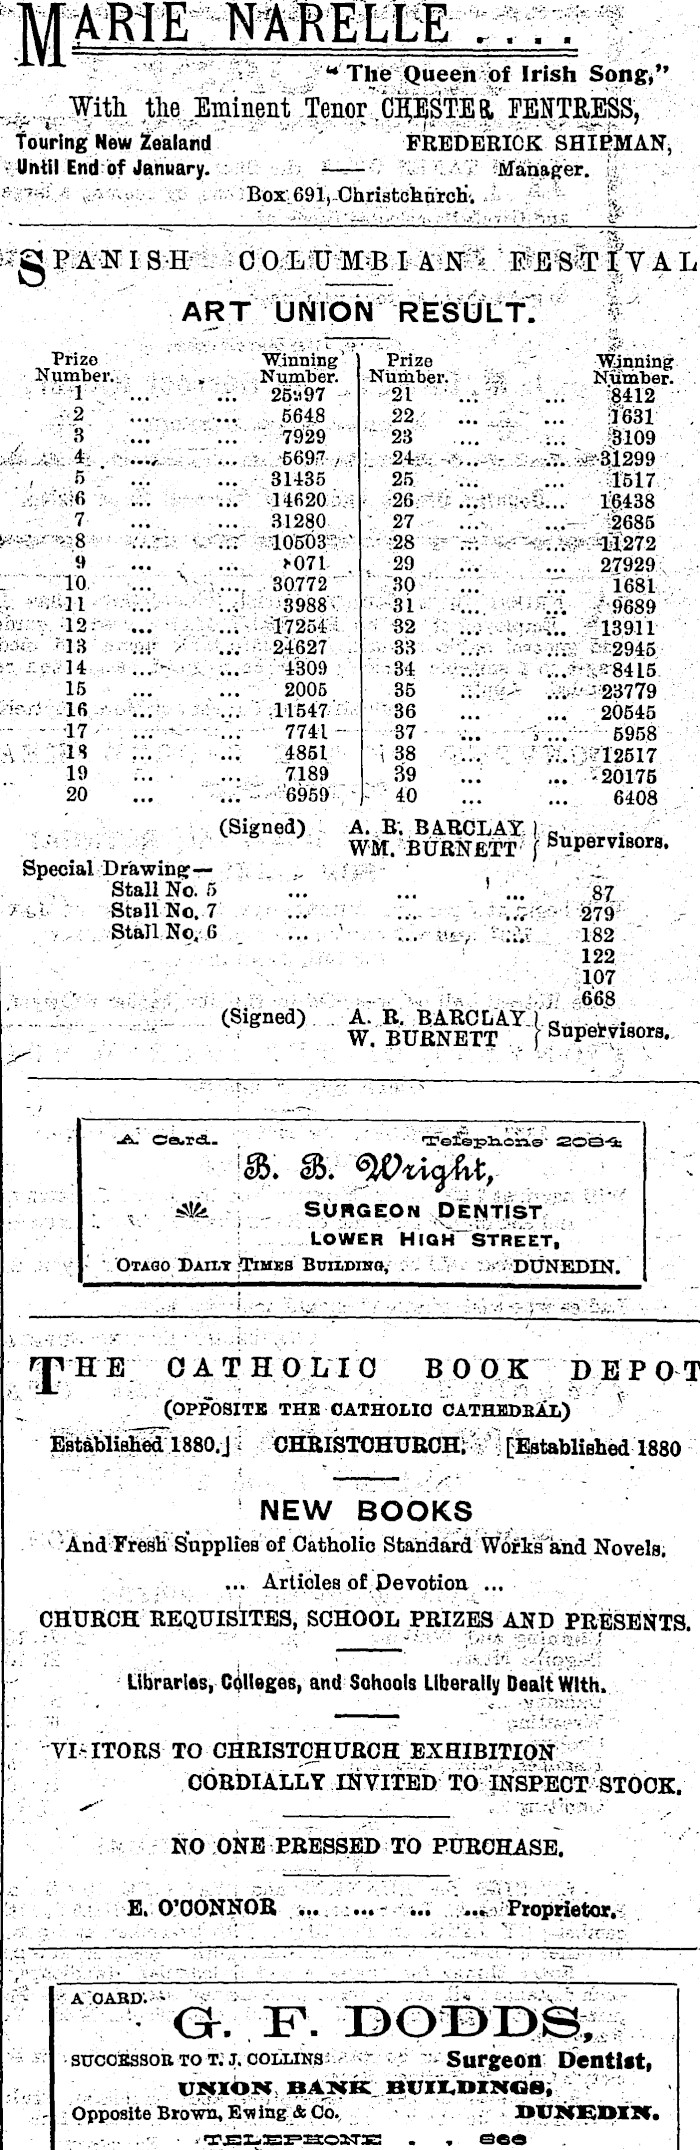 MARIE NARELLE ....
"The Queen of Irish Song,"
With the Eminent Tenor CHESTER FENTRESS,
Touring New Zealand FREDERICK SHIPMAN,
Until End of January. Manager.
Box 691, Christchurch.
SPANISH COLUMBIAN FESTIVAL
ART UNION RESULT.
Prize Winning Prize Winning
Number. Number. Number. Number.
1 ... ... 21 ... ... 8412
2 ... ... 5648 22 ... ... 1631
3 ... ... 7929 23 ... ... 3109
4 ... ... 5697 24 ... ... 31299
5 ... ... 31435 25 ... ... 1517
6 ... ... 14620 26 ... ... 16438
7 ... ... 31280 27 ... ... 2685
8 ... ... 10503 28 ... ... 11272
9 ... ... 29 ... ... 27929
10 ... ... 30772 30 ... ... 1681
11 ... ... 3988 31 ... ... 9689
12 ... ... 17254 32 ... ... 13911
13 ... ... 24627 33 ... ... 2945
14 ... ... 4309 34 ... ... 8415
15 ... ... 2005 35 ... ... 23779
16 ... ... 11547 36 ... ... 20545
17 ... ... 7741 37 ... ... 5958
18 ... ... 4851 38 ... ... 12517
19 ... ... 7189 39 ... ... 20175
20 ... ... 6959 40 ... ... 6408
(Signed) A. R. BARCLAY
WM. BURNETT } Supervisors.
Special Drawing—
Stall No. 5 ... ... ... 87
Stall No. 7 ... ... ... 279
Stall No. 6 ... ... ... 182
122
107
668
(Signed) A. R. BARCLAY
W. BURNETT } Supervisors.
A Card. Telephone 2084
B. B. Wright,
SURGEON DENTIST
LOWER HIGH STREET,
OTAGO DAILY TIMES BUILDING, DUNEDIN.
THE CATHOLIC BOOK DEPOT
(OPPOSITE THE CATHOLIC CATHEDRAL)
Established 1880.] CHRISTCHURCH. [Established 1880
NEW BOOKS
And Fresh Supplies of Catholic Standard Works and Novels.
... Articles of Devotion ...
CHURCH REQUISITES, SCHOOL PRIZES AND PRESENTS.
Libraries, Colleges, and Schools Liberally Dealt With.
VISITORS TO CHRISTCHURCH EXHIBITION
CORDIALLY INVITED TO INSPECT STOCK.
NO ONE PRESSED TO PURCHASE.
E. O'CONNOR ... ... ... ... Proprietor.
A CARD.
G. F. DODDS,
SUCCESSOR TO T. J. COLLINS Surgeon Dentist,
UNION BANK BUILDINGS,
Opposite Brown, Ewing & Co. DUNEDIN.
TELEPHONE . . 866